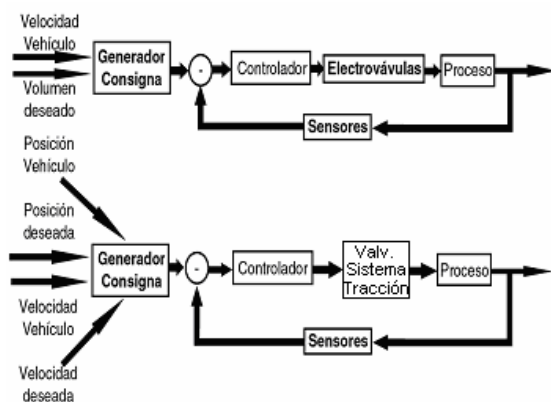 Velocidad
Vehículo
Generador
Consigna
-
Controlador
Electrováulas
Proceso
Volumen
deseado
Sensores
Posición
Vehículo
Posición
deseada
Generador
Consigna
-
Controlador
Valv.
Sistema
Tracción
Proceso
Velocidad
Vehículo
Sensores
Velocidad
deseada